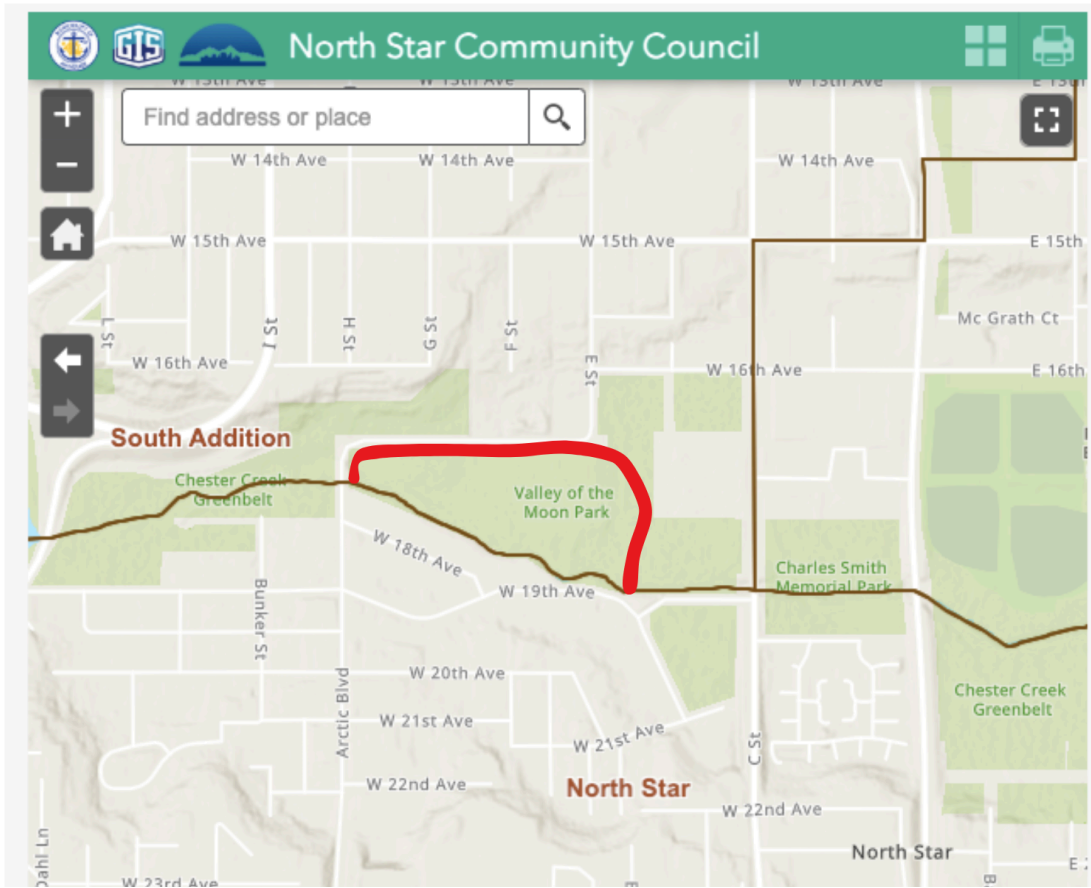 GIS
North Star Community Council
W 13th Ave
W 13th Ave
W 13th Ave
E 13th
Find address or place
W 14th Ave
W 14th Ave
W 14th Ave
W 15th Ave
W 15th Ave
E 15th
L St
I St
H St
G St
F St
E St
Mc Grath Ct
W 16th Ave
W 16th Ave
E 16th
South Addition
Chester Creek
Greenbelt
Valley of the
Moon Park
W 18th Ave
Charles Smith
Memorial Park
W 19th Ave
Bunker St
W 20th Ave
Arctic Blvd
Chester Creek
Greenbelt
W 21st Ave
W 21st Ave
C St
W 22nd Ave
North Star
W 22nd Ave
North Star
Dahl Ln
W 23rd Ave
E
B
E 2